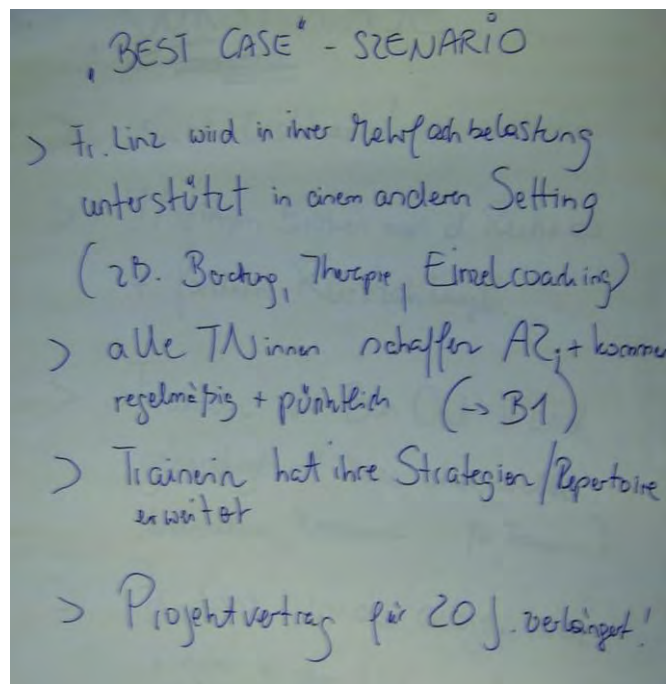 „BEST CASE" - SZENARIO
> Fr. Linz wird in ihrer Mehrfachbelastung
unterstützt in einem anderen Setting
(zB. Beratung, Therapie, Einzelcoaching)
> alle TNinnen schaffen A2, + komme
regelmäßig + pünktlich (→ B1)
> Trainerin hat ihre Strategien/Repertoire
erweitert
> Projektvertrag für 20 J. verlängert!